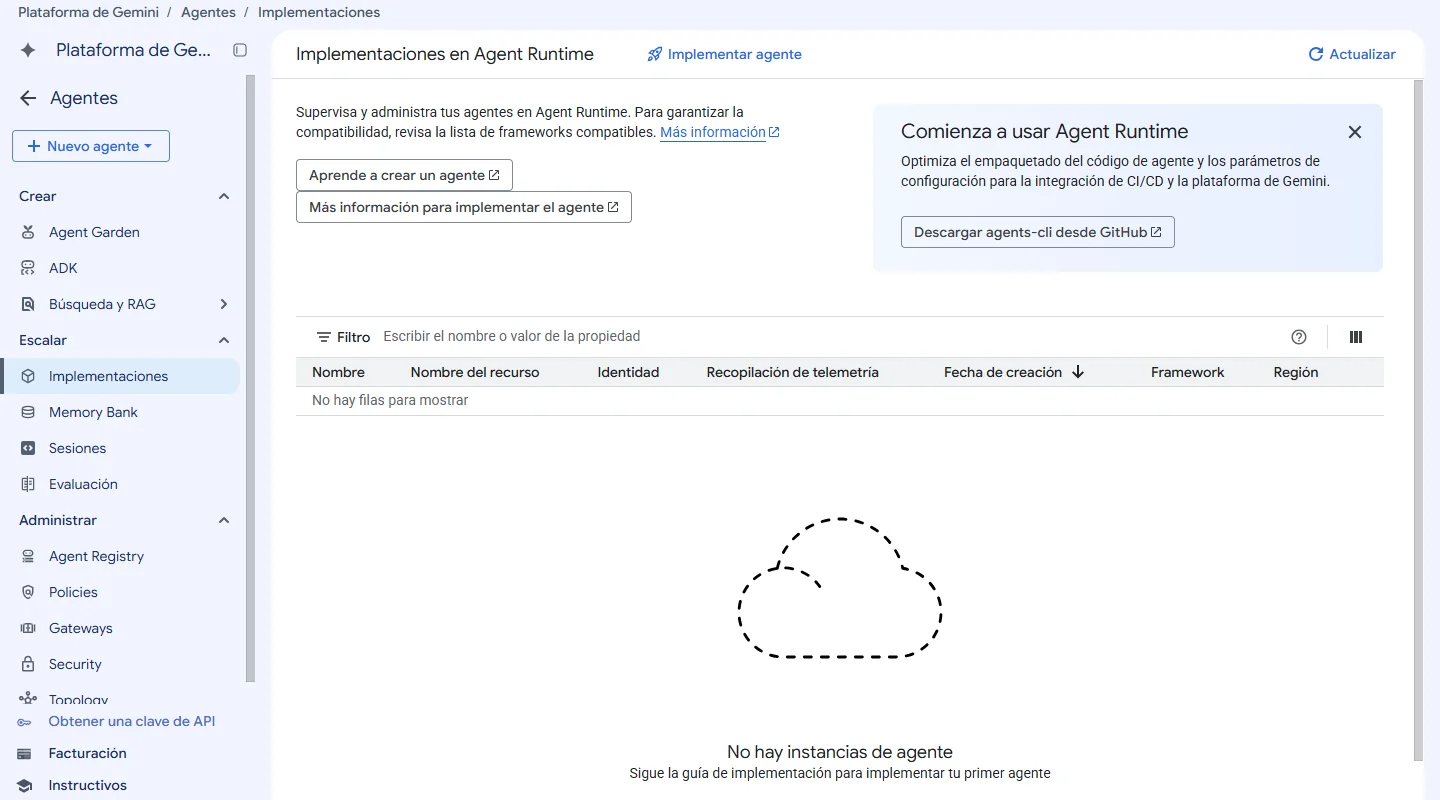 Plataforma de Gemini / Agentes / Implementaciones
Plataforma de Ge...
Agentes
Nuevo agente
Crear
Agent Garden
ADK
Búsqueda y RAG
Escalar
Implementaciones
Memory Bank
Sesiones
Evaluación
Administrar
Agent Registry
Policies
Gateways
Security
Topology
Obtener una clave de API
Facturación
Instructivos
Implementaciones en Agent Runtime
Implementar agente
Actualizar
Supervisa y administra tus agentes en Agent Runtime. Para garantizar la
compatibilidad, revisa la lista de frameworks compatibles. Más información
Aprende a crear un agente
Más información para implementar el agente
Comienza a usar Agent Runtime
Optimiza el empaquetado del código de agente y los parámetros de
configuración para la integración de CI/CD y la plataforma de Gemini.
Descargar agents-cli desde GitHub
Filtro Escribir el nombre o valor de la propiedad
Nombre Nombre del recurso Identidad Recopilación de telemetría Fecha de creación Framework Región
No hay filas para mostrar
No hay instancias de agente
Sigue la guía de implementación para implementar tu primer agente